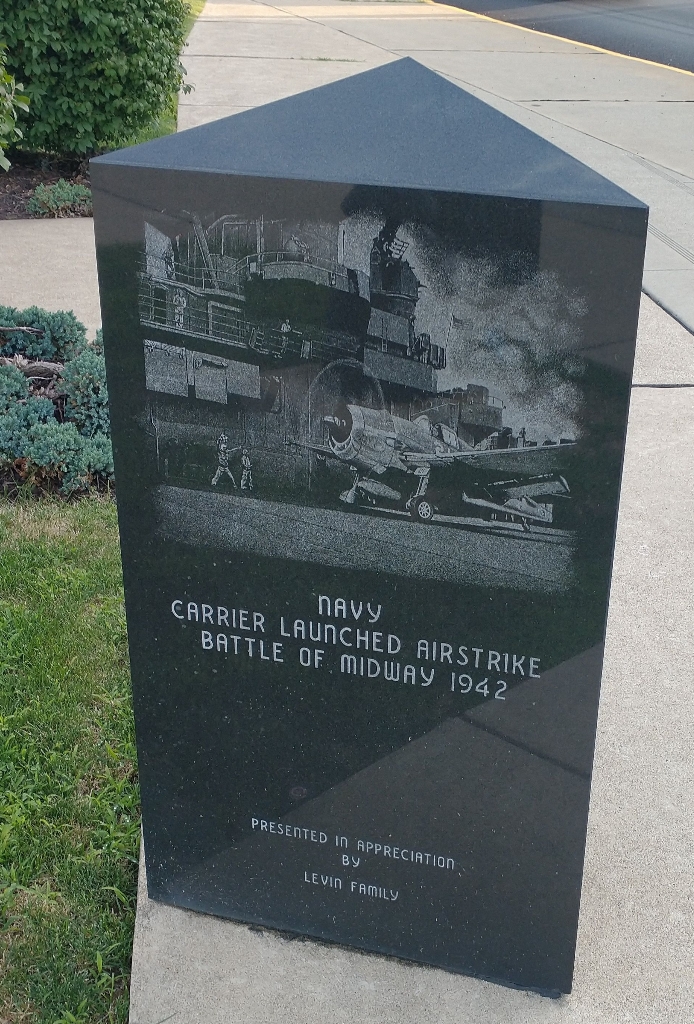 NAVY
CARRIER LAUNCHED AIRSTRIKE
BATTLE OF MIDWAY 1942
PRESENTED IN APPRECIATION
BY
LEVIN FAMILY